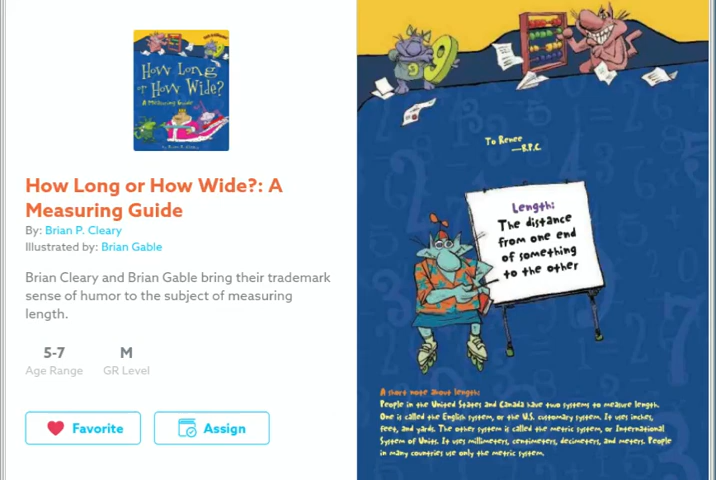 How Long
or How Wide?
A Measuring Guide
How Long or How Wide?: A
Measuring Guide
By: Brian P. Cleary
Illustrated by: Brian Gable
Brian Cleary and Brian Gable bring their trademark
sense of humor to the subject of measuring
length.
5-7
Age Range
M
GR Level
Favorite
Assign
9
To Renee
—B.P.C.
Length:
The distance
from one end
of something
to the other
A short note about length:
People in the United States and Canada have two systems to measure length.
One is called the English system, or the U.S. customary system. It uses inches,
feet, and yards. The other system is called the metric system, or International
System of Units. It uses millimeters, centimeters, decimeters, and meters. People
in many countries use only the metric system.